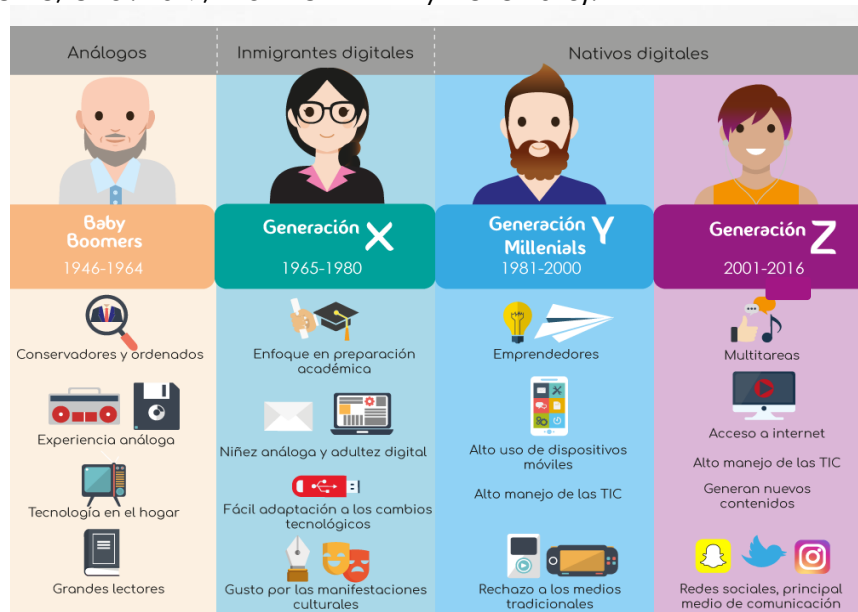 Análogos
Inmigrantes digitales
Nativos digitales
Baby
Boomers
1946-1964
Generación X
1965-1980
Generación Y
Millenials
1981-2000
Generación Z
2001-2016
Conservadores y ordenados
Experiencia análoga
Tecnología en el hogar
Grandes lectores
Enfoque en preparación
académica
Niñez análoga y adultez digital
Fácil adaptación a los cambios
tecnológicos
Gusto por las manifestaciones
culturales
Emprendedores
Alto uso de dispositivos
móviles
Alto manejo de las TIC
Rechazo a los medios
tradicionales
Multitareas
Acceso a internet
Alto manejo de las TIC
Generan nuevos
contenidos
Redes sociales, principal
medio de comunicación